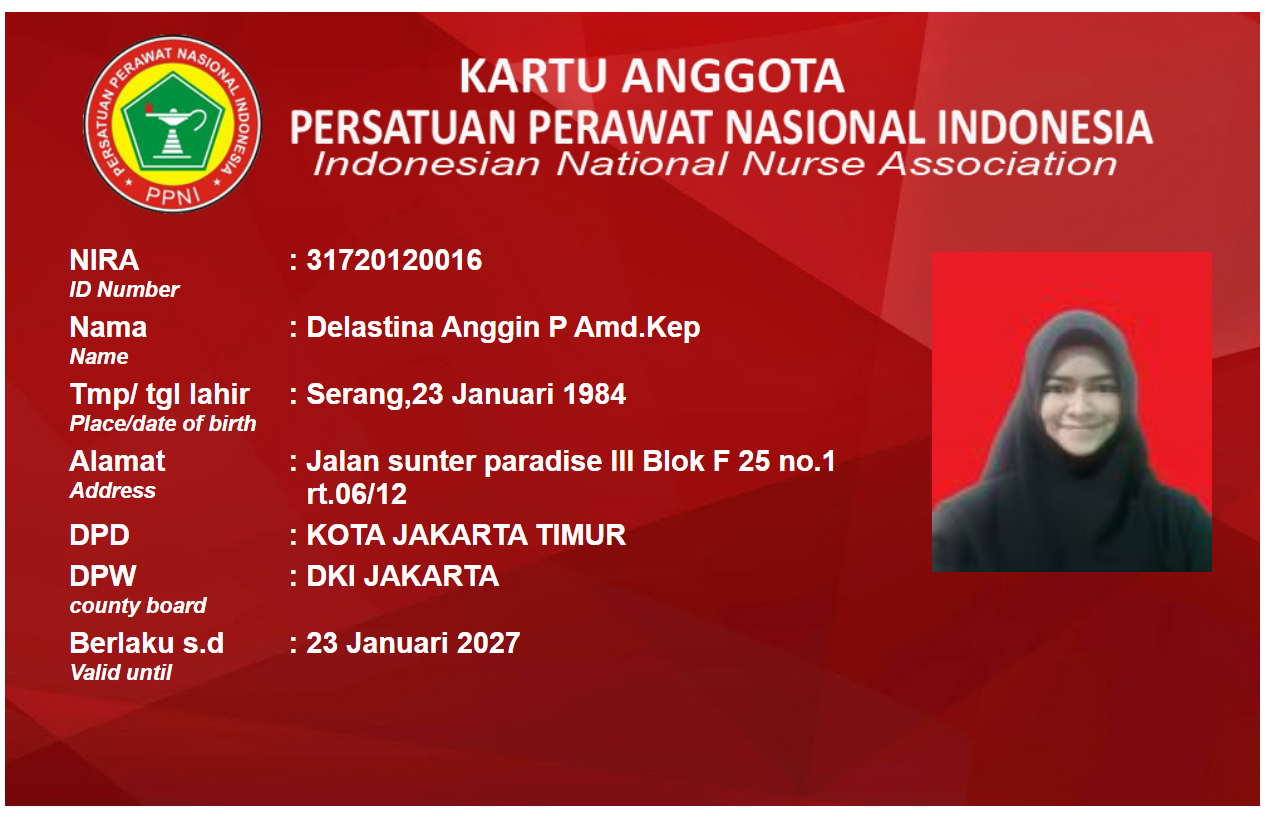 PERSATUAN PERAWAT NASIONAL INDONESIA
PPNI
KARTU ANGGOTA
PERSATUAN PERAWAT NASIONAL INDONESIA
Indonesian National Nurse Association
NIRA : 31720120016
ID Number
Nama : Delastina Anggin P Amd.Kep
Name
Tmp/ tgl lahir : Serang,23 Januari 1984
Place/date of birth
Alamat : Jalan sunter paradise III Blok F 25 no.1
Address
rt.06/12
DPD : KOTA JAKARTA TIMUR
DPW : DKI JAKARTA
county board
Berlaku s.d : 23 Januari 2027
Valid until